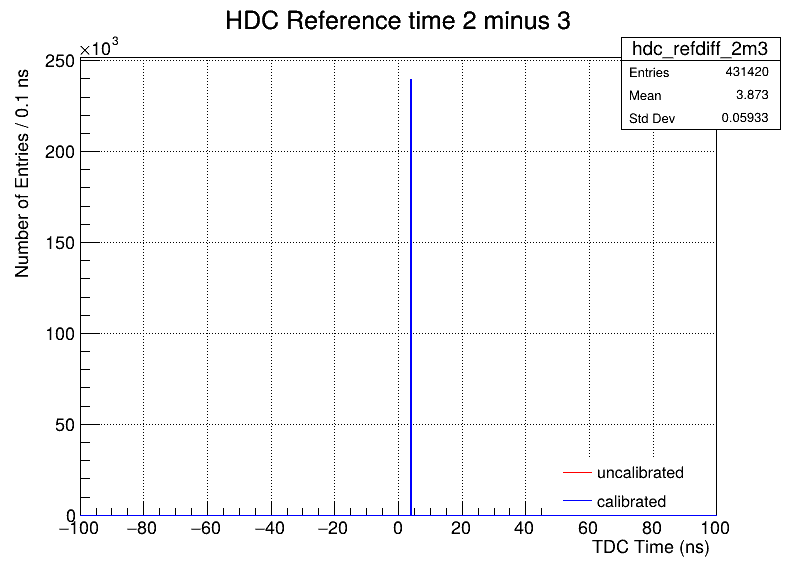 HDC Reference time 2 minus 3
×10³
hdc_refdiff_2m3
Entries 431420
Mean 3.873
Std Dev 0.05933
Number of Entries / 0.1 ns
250
200
150
100
50
0
−100 −80 −60 −40 −20 0 20 40 60 80 100
TDC Time (ns)
uncalibrated
calibrated